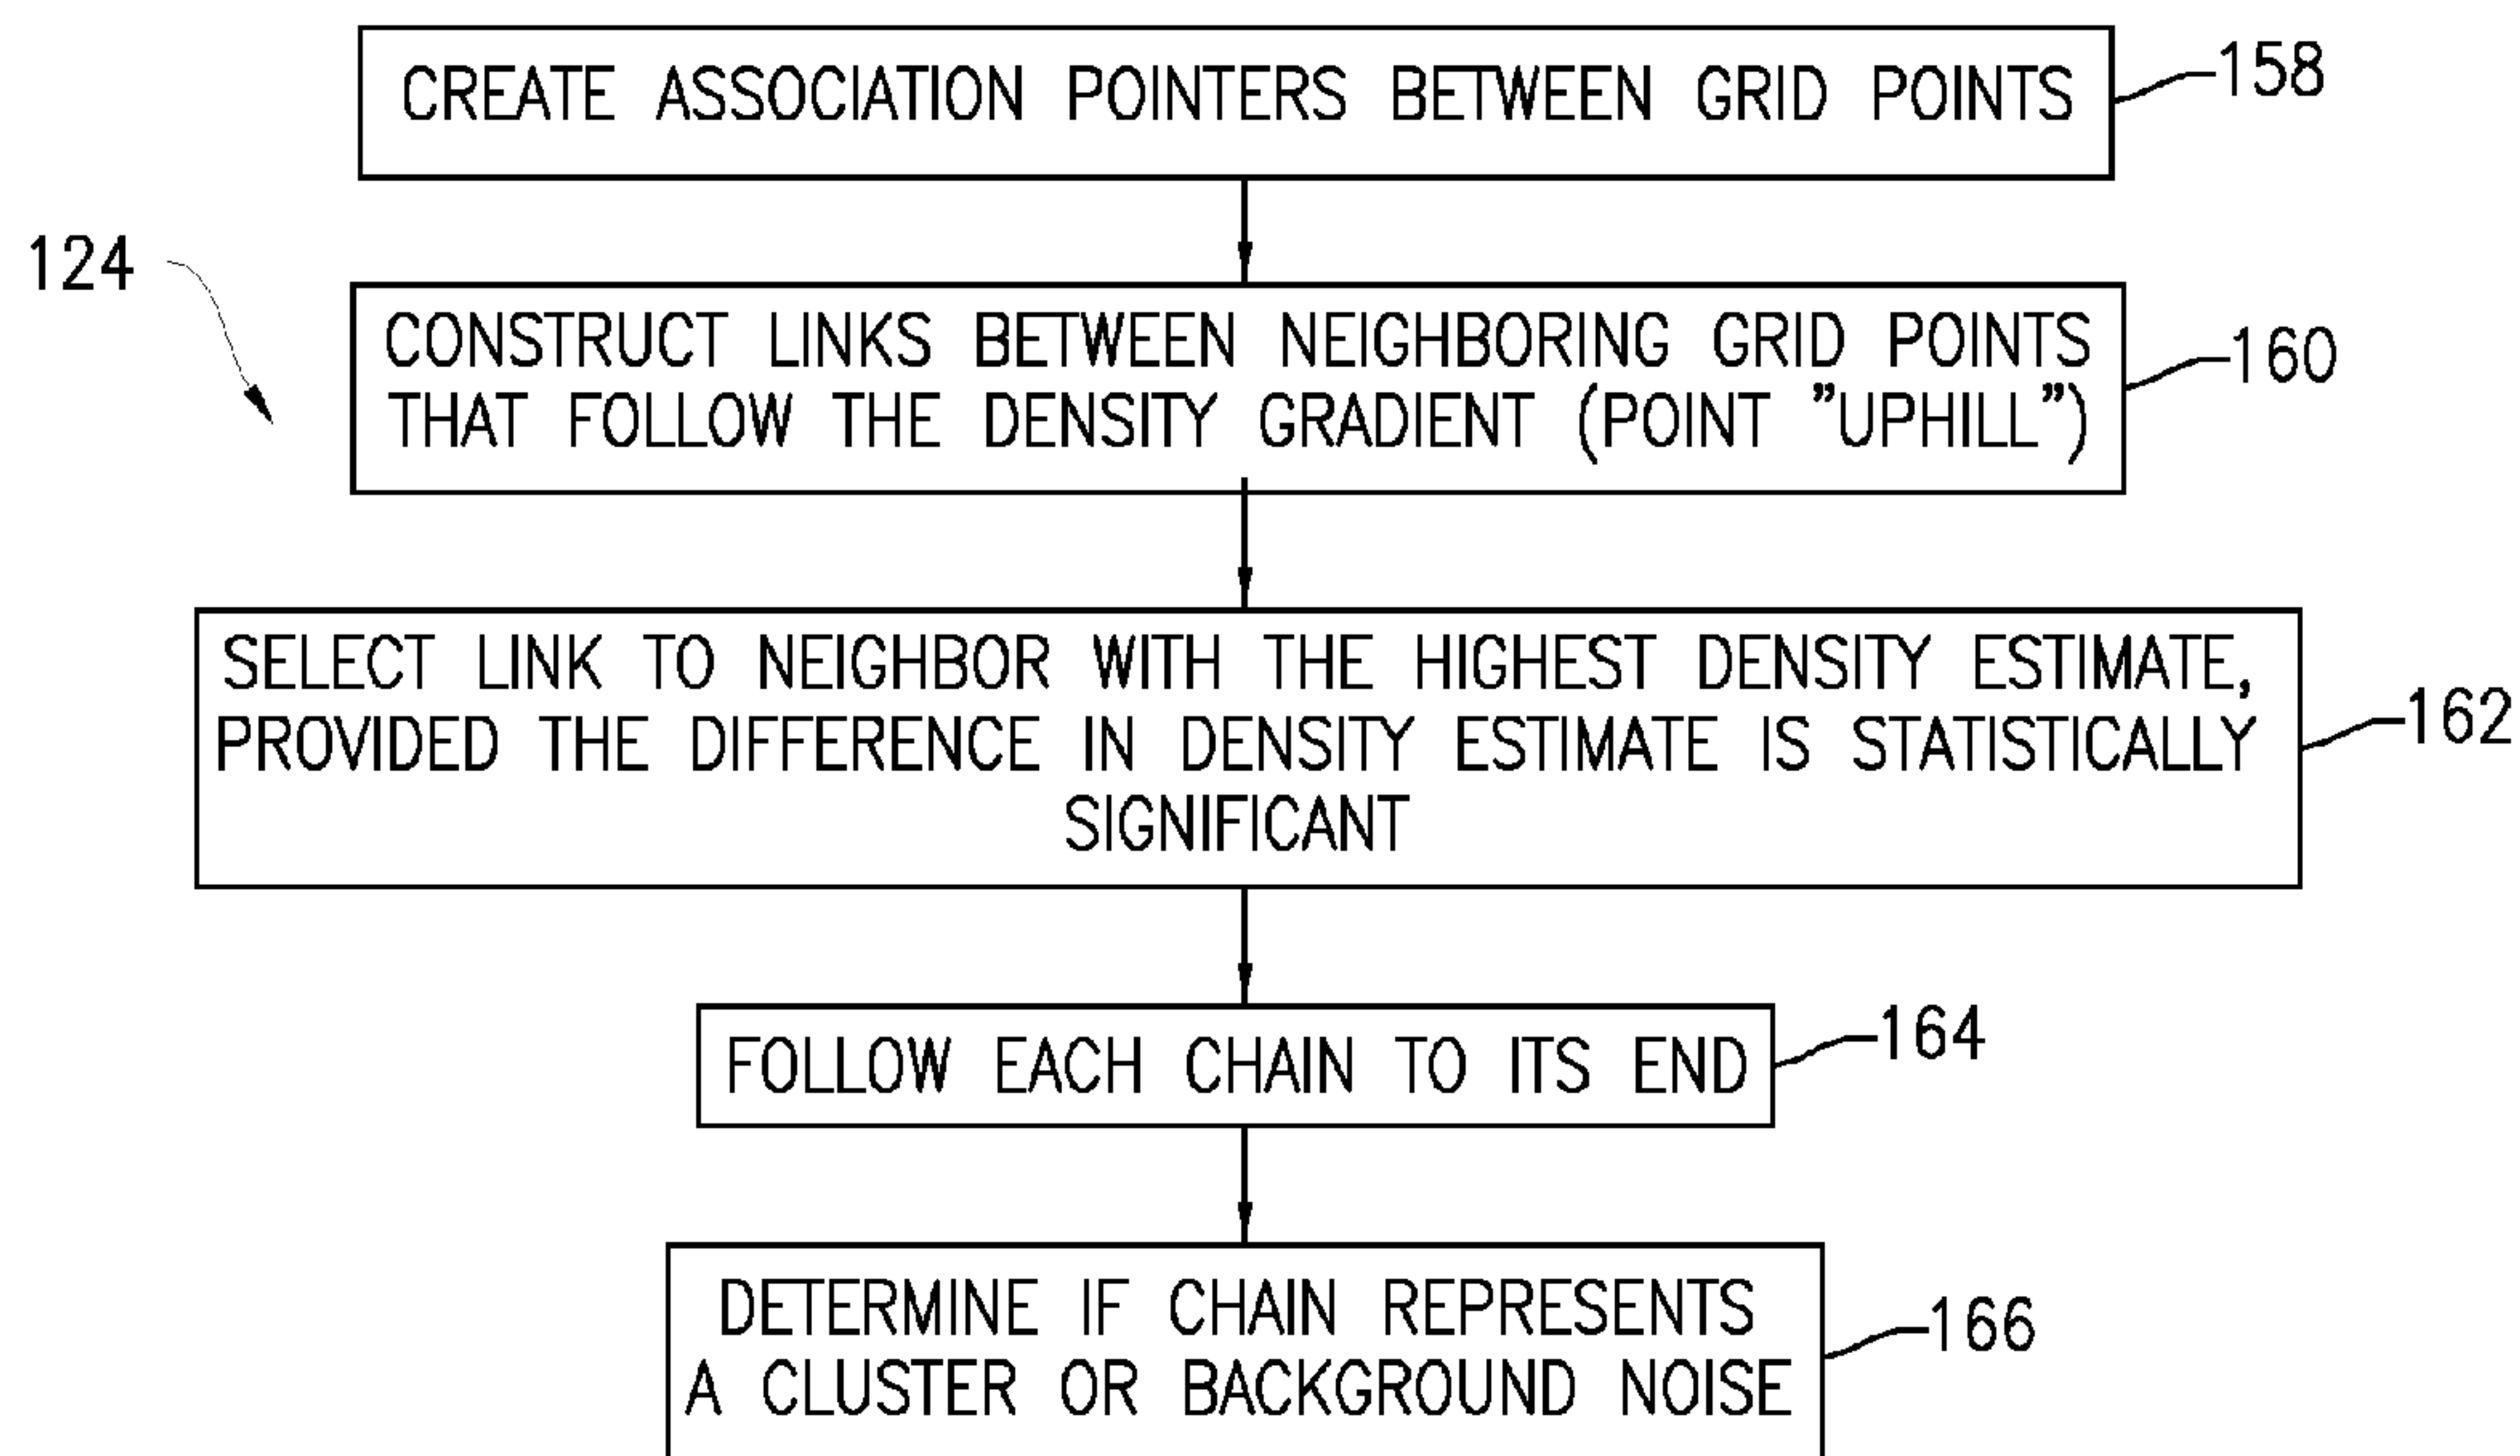 CREATE ASSOCIATION POINTERS BETWEEN GRID POINTS
158
124
CONSTRUCT LINKS BETWEEN NEIGHBORING GRID POINTS
THAT FOLLOW THE DENSITY GRADIENT (POINT "UPHILL")
160
SELECT LINK TO NEIGHBOR WITH THE HIGHEST DENSITY ESTIMATE,
PROVIDED THE DIFFERENCE IN DENSITY ESTIMATE IS STATISTICALLY
SIGNIFICANT
162
FOLLOW EACH CHAIN TO ITS END
164
DETERMINE IF CHAIN REPRESENTS
A CLUSTER OR BACKGROUND NOISE
166